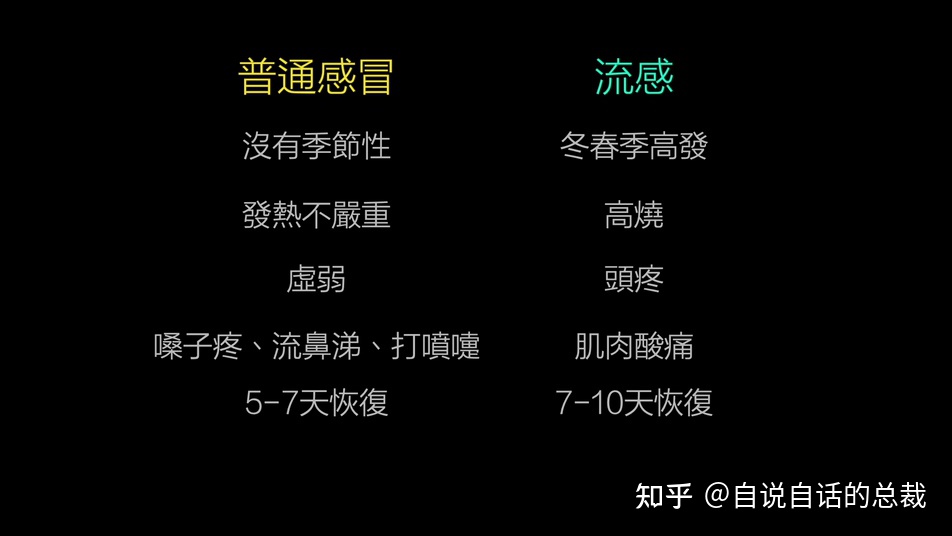 普通感冒 流感
沒有季節性 冬春季高發
發熱不嚴重 高燒
虛弱 頭疼
嗓子疼、流鼻涕、打噴嚏 肌肉酸痛
5-7天恢復 7-10天恢復
知乎 @自说自话的总裁